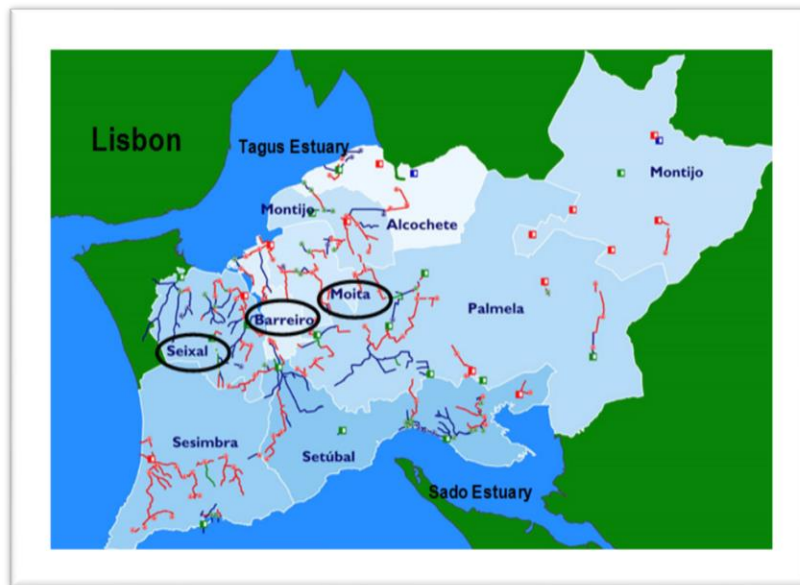 Lisbon
Tagus Estuary
Montijo
Montijo
Alcochete
Moita
Palmela
Barreiro
Seixal
Sesimbra
Setúbal
Sado Estuary